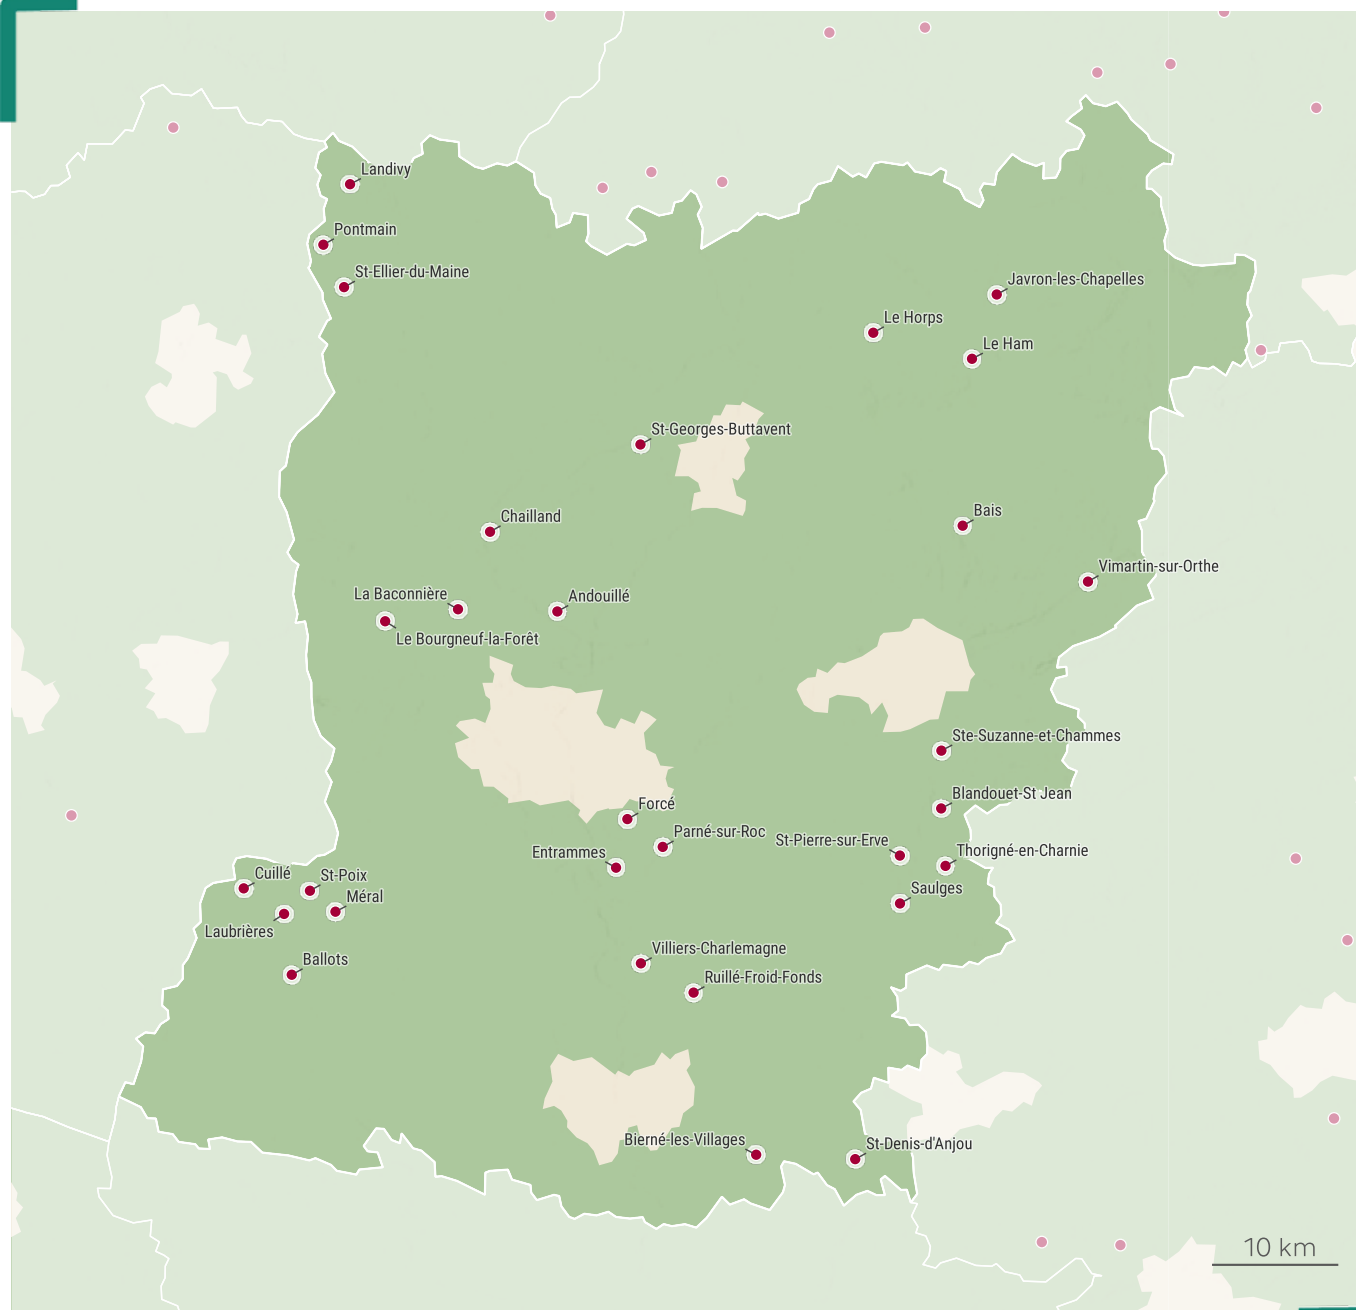 Landivy
Pontmain
St-Ellier-du-Maine
Javron-les-Chapelles
Le Horps
Le Ham
St-Georges-Buttavent
Bais
Chailland
Vimartin-sur-Orthe
La Baconnière
Andouillé
Le Bourgneuf-la-Forêt
Ste-Suzanne-et-Chammes
Blandouet-St Jean
Forcé
Parné-sur-Roc
St-Pierre-sur-Erve
Entrammes
Thorigné-en-Charnie
Cuillé
St-Poix
Saulges
Méral
Laubrières
Villiers-Charlemagne
Ballots
Ruillé-Froid-Fonds
Bierné-les-Villages
St-Denis-d'Anjou
10 km